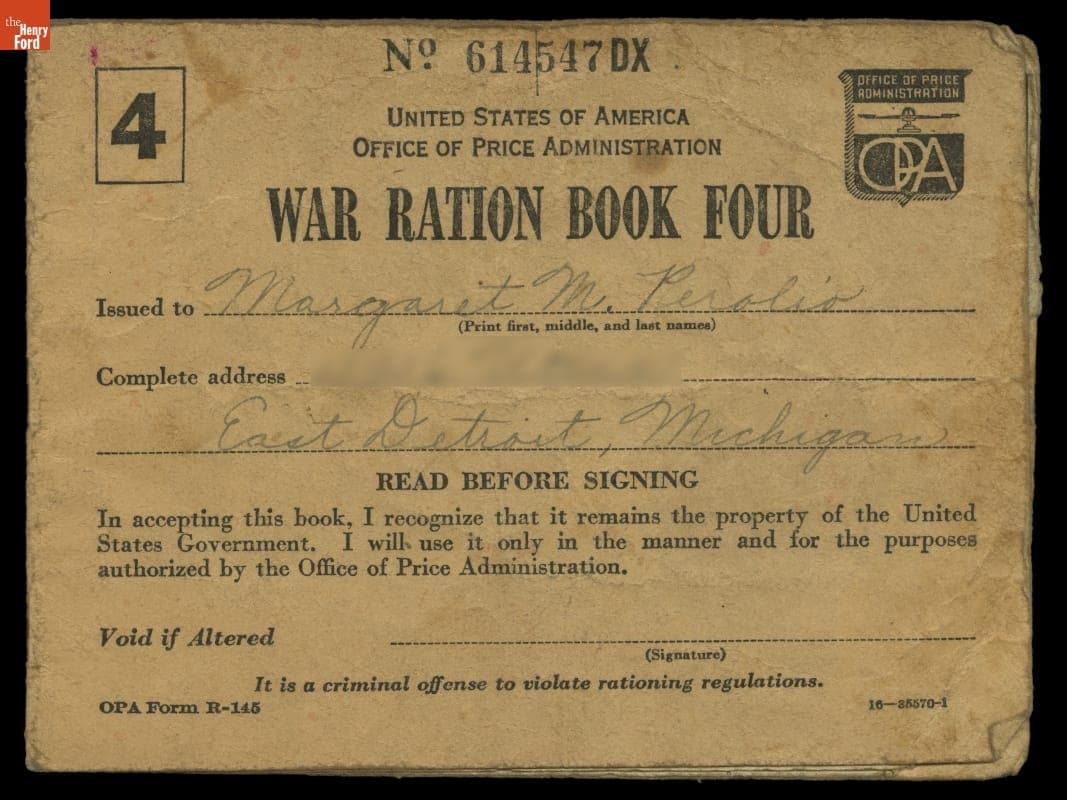 the
Henry
Ford
Nº 614547DX
4
OFFICE OF PRICE
ADMINISTRATION
OPA
UNITED STATES OF AMERICA
OFFICE OF PRICE ADMINISTRATION
WAR RATION BOOK FOUR
Issued to Margaret M. Perolio
(Print first, middle, and last names)
Complete address
East Detroit, Michigan
READ BEFORE SIGNING
In accepting this book, I recognize that it remains the property of the United
States Government. I will use it only in the manner and for the purposes
authorized by the Office of Price Administration.
Void if Altered
(Signature)
It is a criminal offense to violate rationing regulations.
OPA Form R-145
16—35570-1